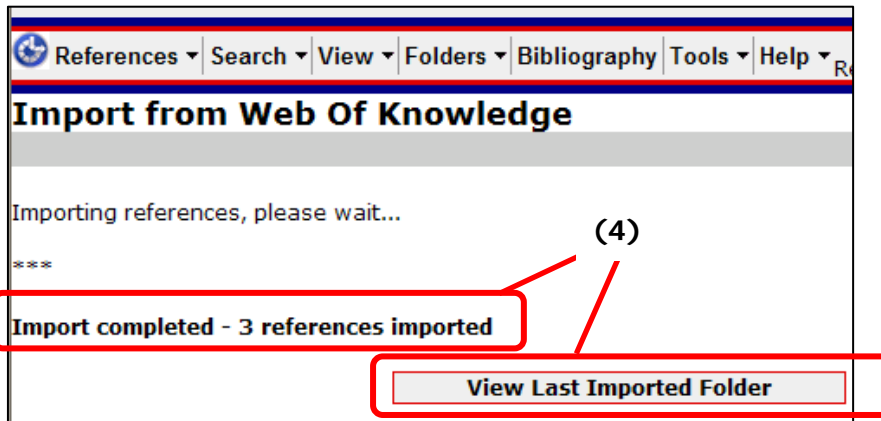 References ▾ Search ▾ View ▾ Folders ▾ Bibliography Tools ▾ Help ▾ Re
Import from Web Of Knowledge
Importing references, please wait...
(4)
***
Import completed - 3 references imported
View Last Imported Folder